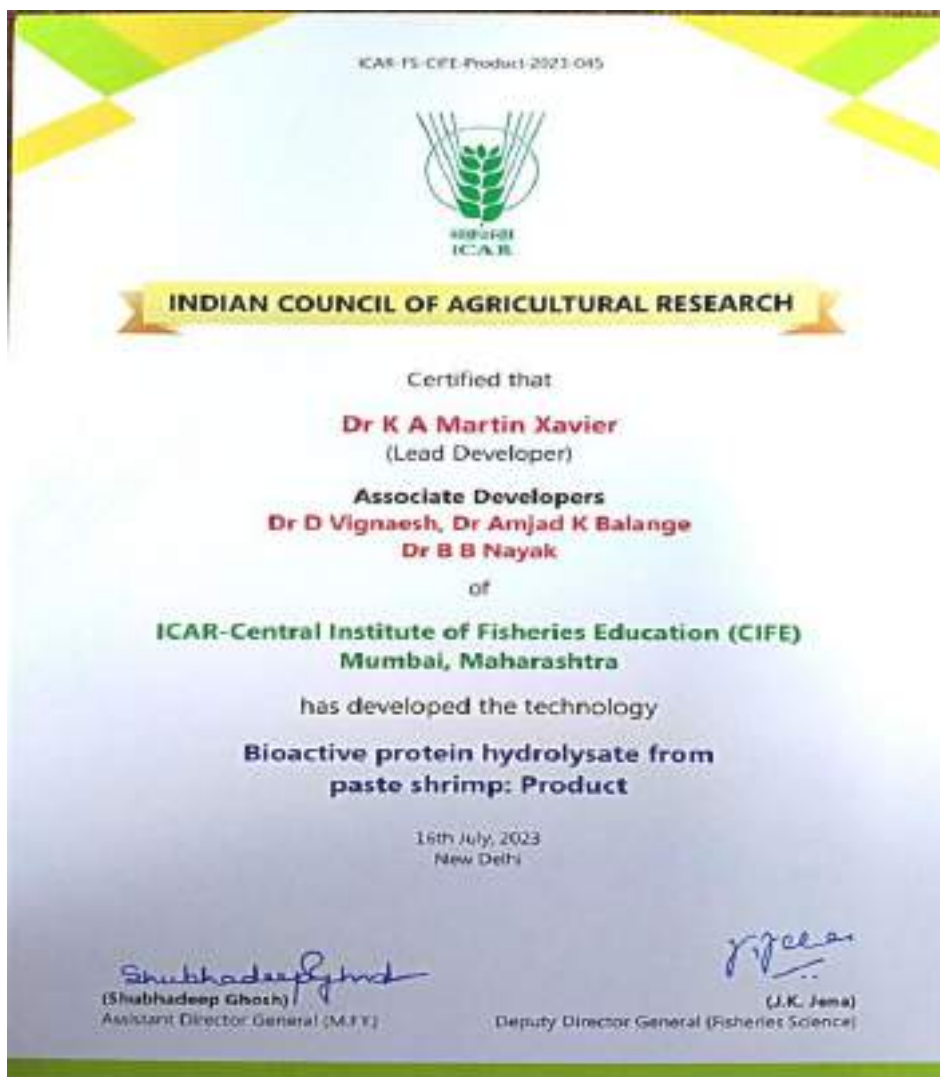 ICAR-FS-CIFE-Product-2023-045
ICAR
INDIAN COUNCIL OF AGRICULTURAL RESEARCH
Certified that
Dr K A Martin Xavier
(Lead Developer)
Associate Developers
Dr D Vignaesh, Dr Amjad K Balange
Dr B B Nayak
of
ICAR-Central Institute of Fisheries Education (CIFE)
Mumbai, Maharashtra
has developed the technology
Bioactive protein hydrolysate from
paste shrimp: Product
16th July, 2023
New Delhi
(Shubhadeep Ghosh)
Assistant Director General (M.FY)
(J.K. Jena)
Deputy Director General (Fisheries Science)